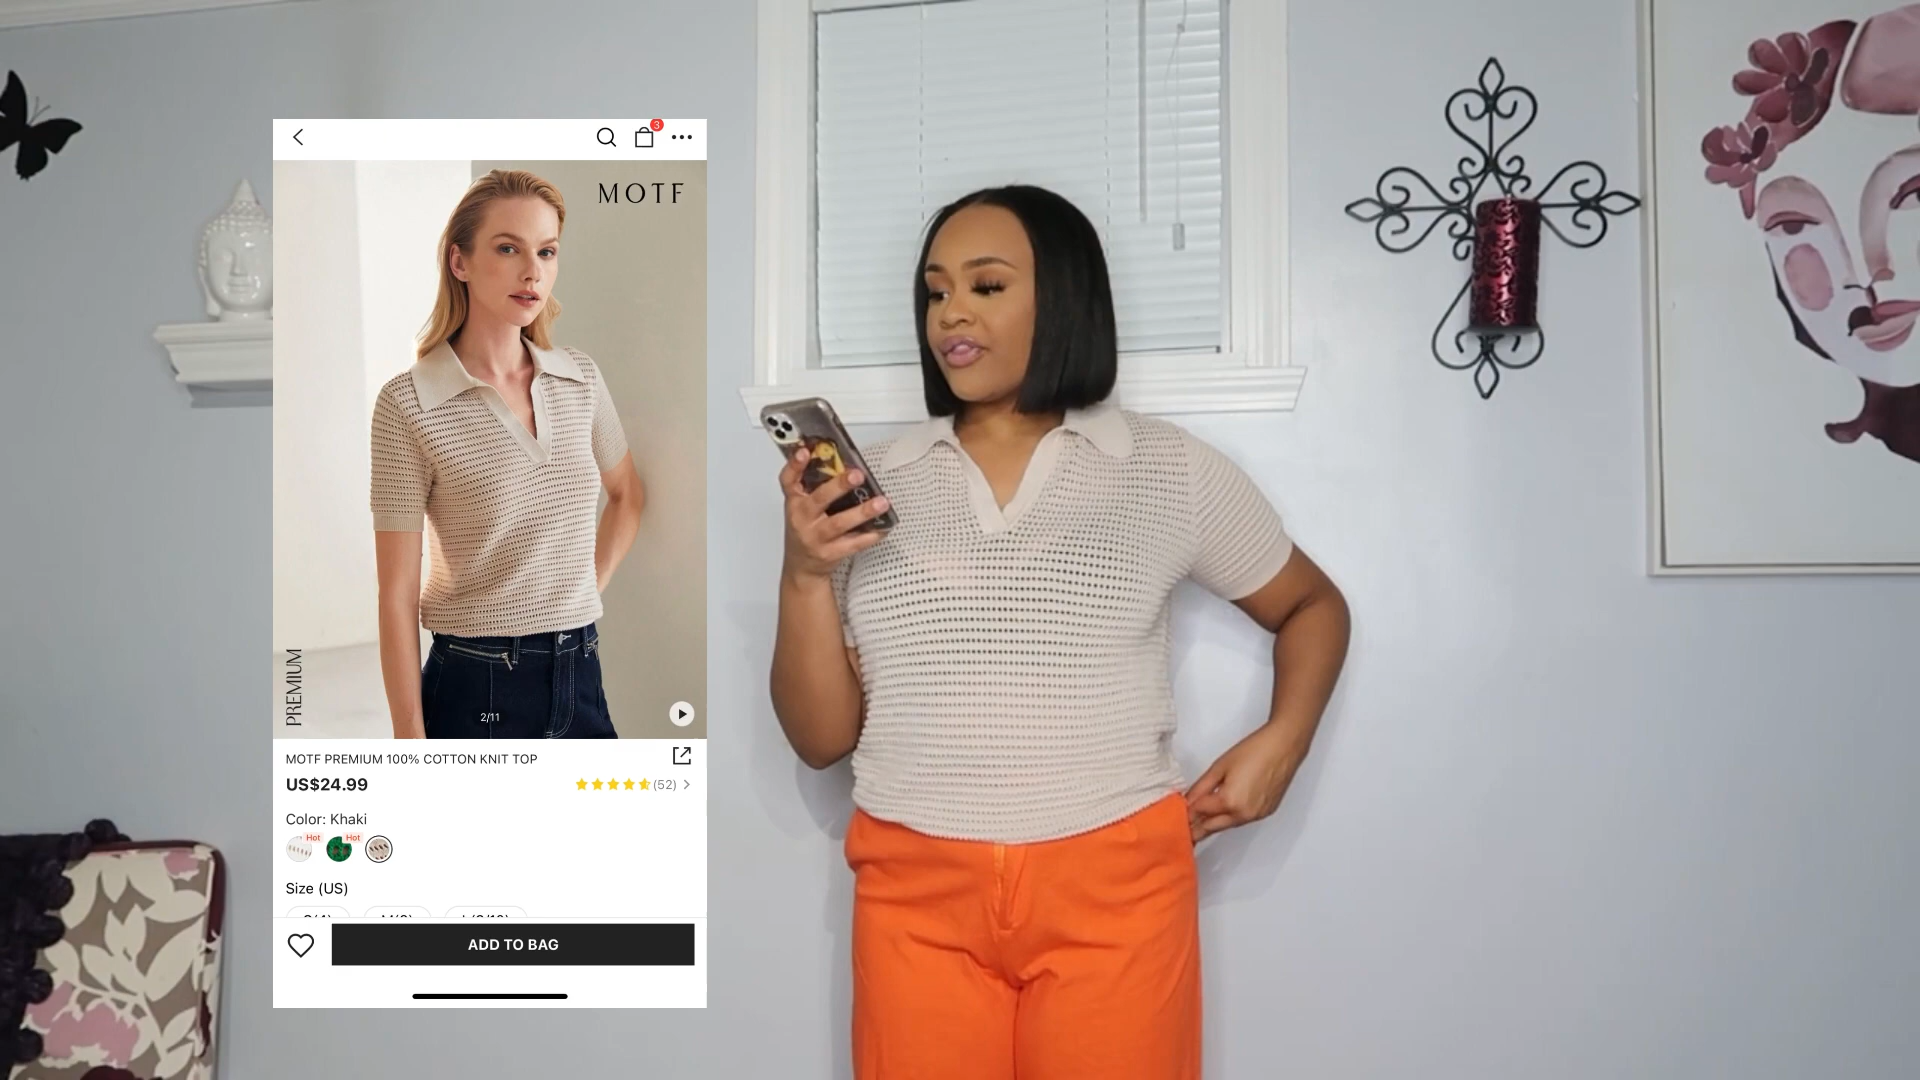 3
MOTF
PREMIUM
2/11
MOTF PREMIUM 100% COTTON KNIT TOP
US$24.99
(52)
Color: Khaki
Hot
Hot
Size (US)
ADD TO BAG